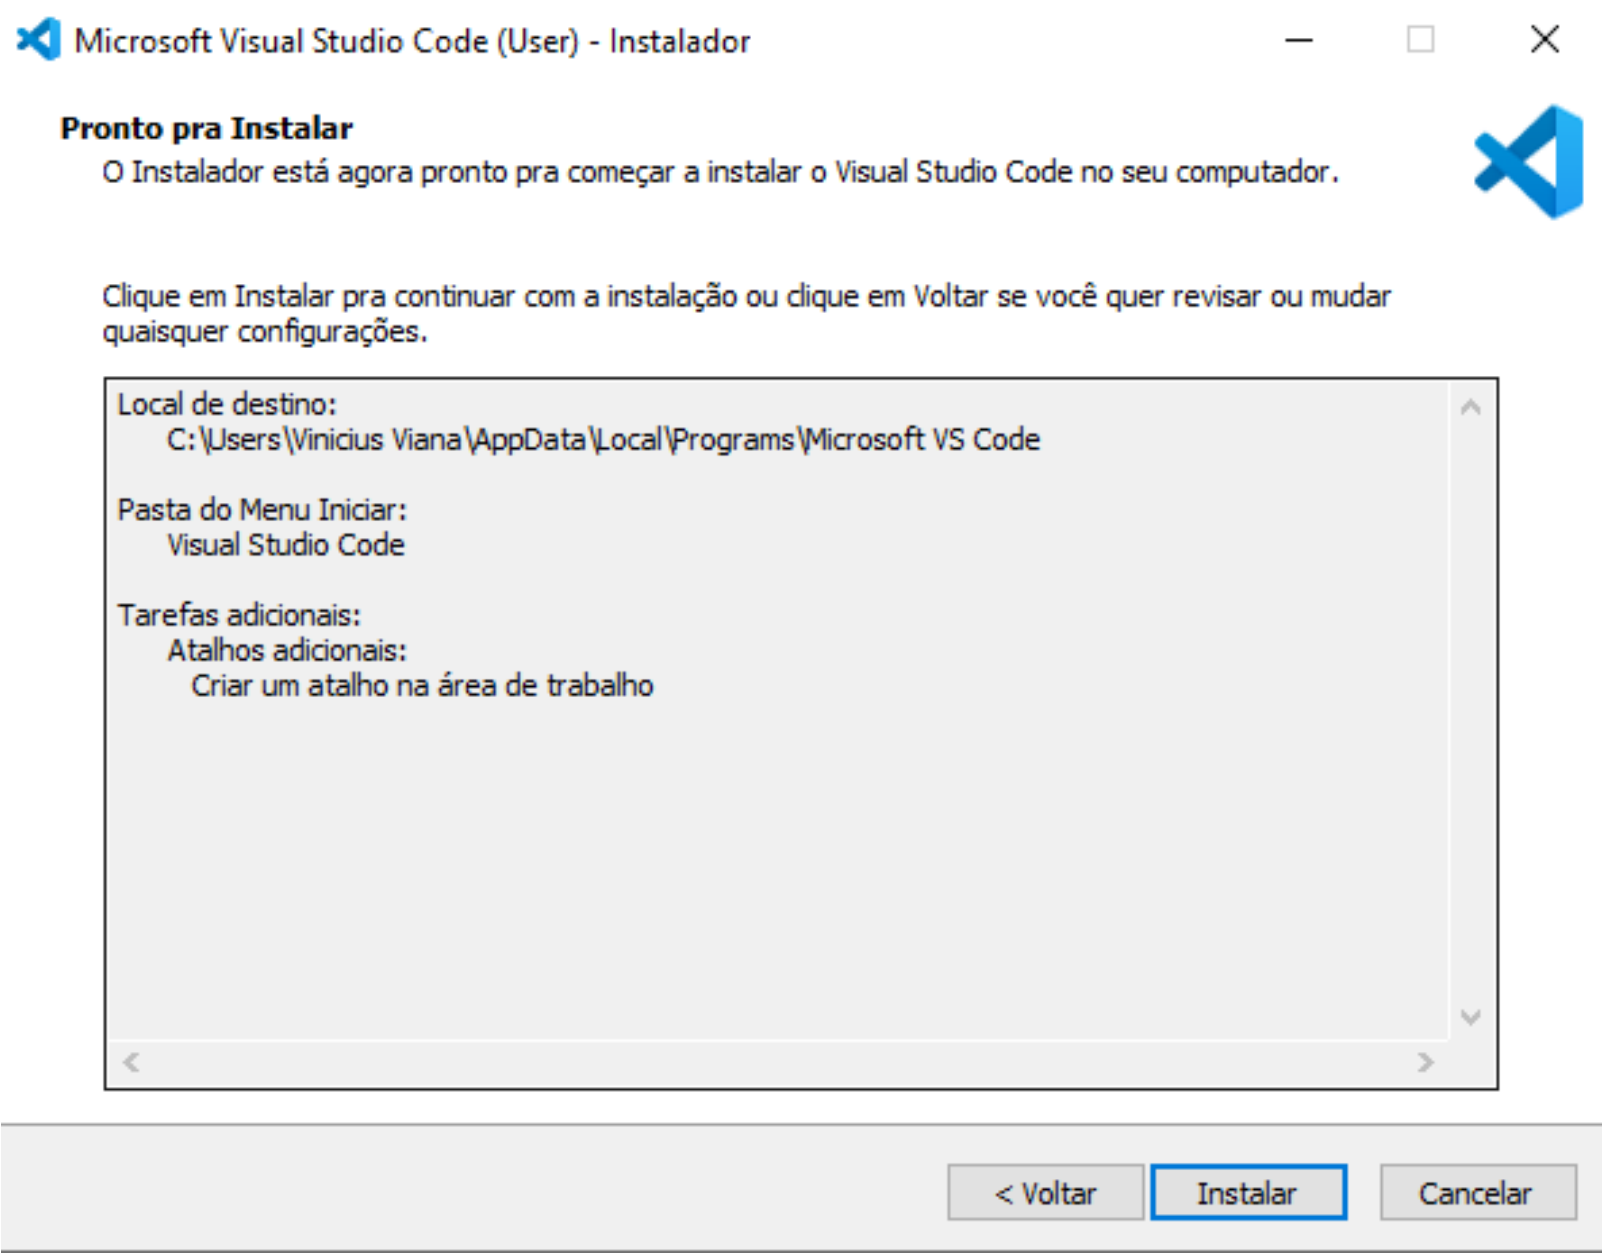 Microsoft Visual Studio Code (User) - Instalador
Pronto pra Instalar
O Instalador está agora pronto pra começar a instalar o Visual Studio Code no seu computador.
Clique em Instalar pra continuar com a instalação ou clique em Voltar se você quer revisar ou mudar
quaisquer configurações.
Local de destino:
C:\Users\Vinicius Viana\AppData\Local\Programs\Microsoft VS Code
Pasta do Menu Iniciar:
Visual Studio Code
Tarefas adicionais:
Atalhos adicionais:
Criar um atalho na área de trabalho
< Voltar
Instalar
Cancelar